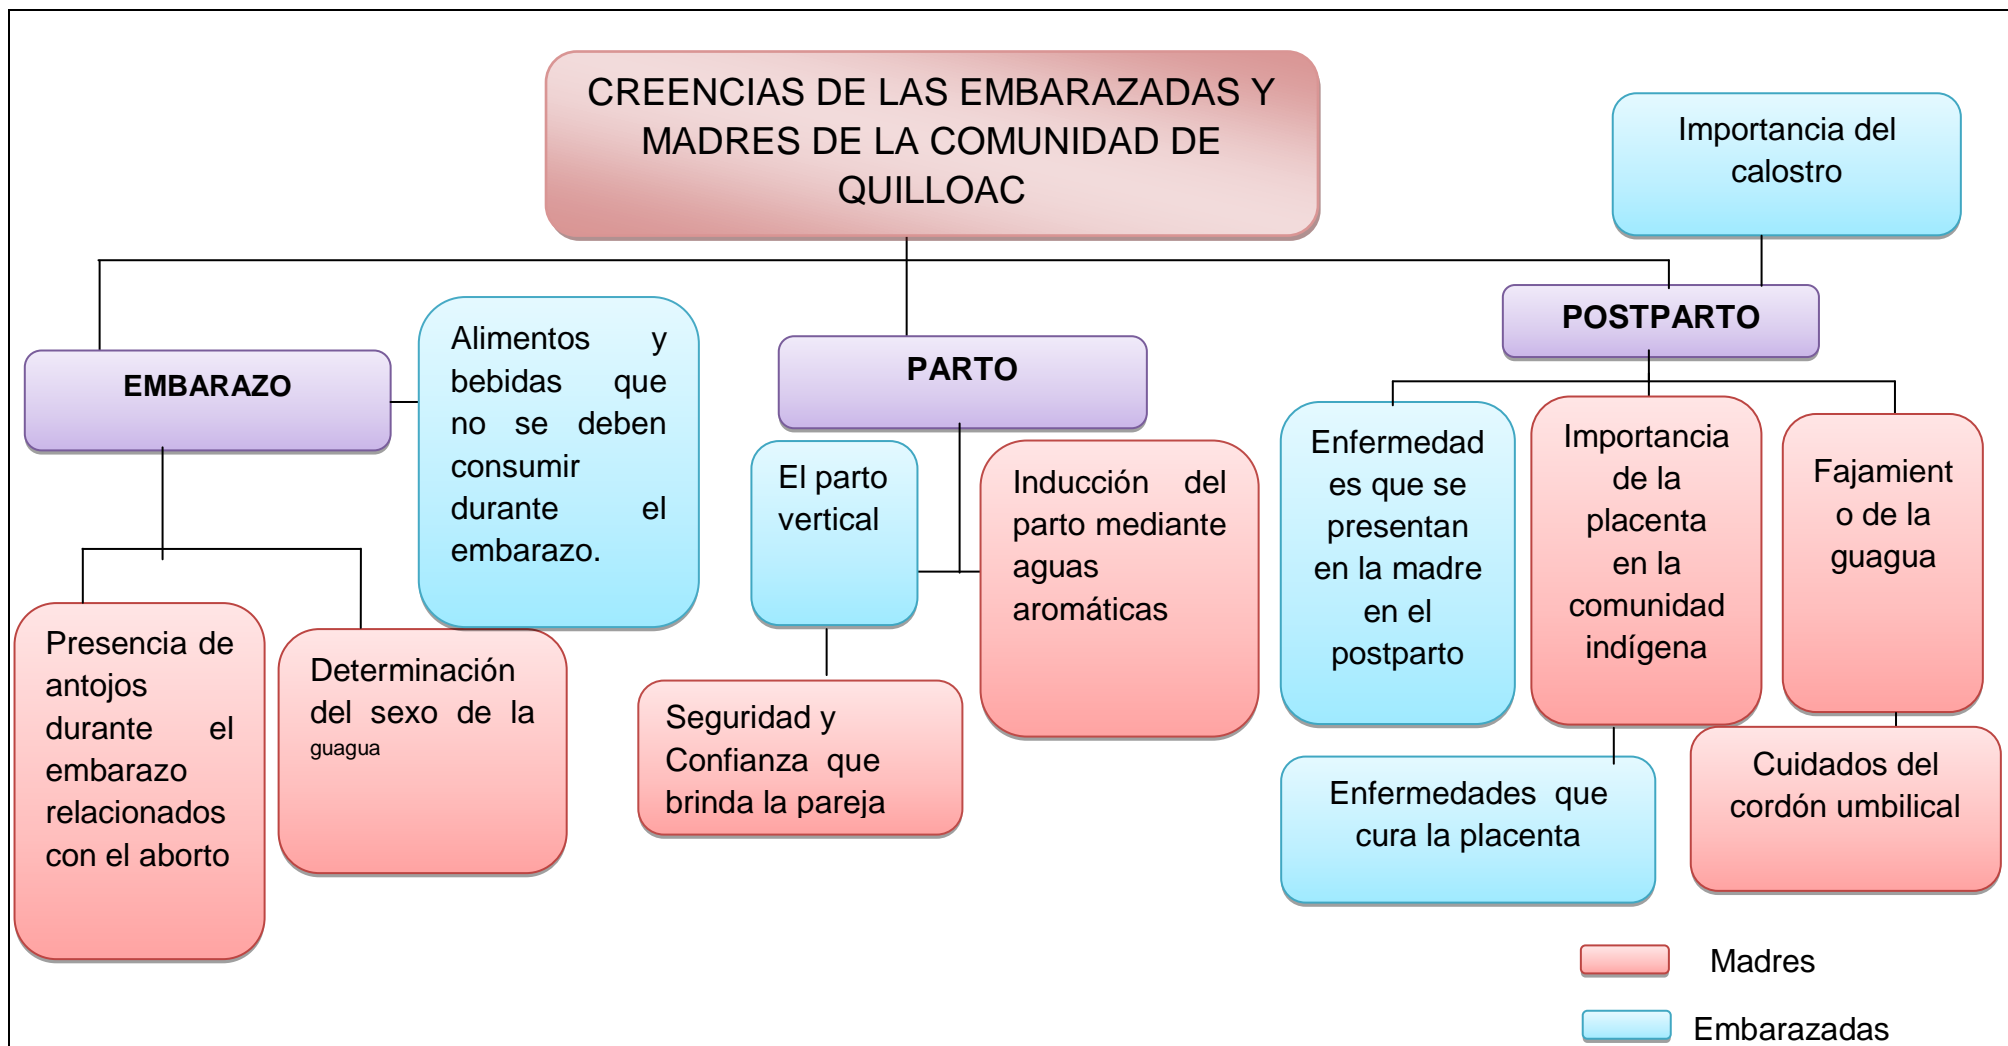 CREENCIAS DE LAS EMBARAZADAS Y
MADRES DE LA COMUNIDAD DE
QUILLOAC
Importancia del
calostro
EMBARAZO
Alimentos y
bebidas que
no se deben
consumir
durante el
embarazo.
PARTO
POSTPARTO
Presencia de
antojos
durante el
embarazo
relacionados
con el aborto
Determinación
del sexo de la
guagua
El parto
vertical
Inducción del
parto mediante
aguas
aromáticas
Seguridad y
Confianza que
brinda la pareja
Enfermedad
es que se
presentan
en la madre
en el
postparto
Importancia
de la
placenta
en la
comunidad
indígena
Fajamient
o de la
guagua
Enfermedades que
cura la placenta
Cuidados del
cordón umbilical
Madres
Embarazadas